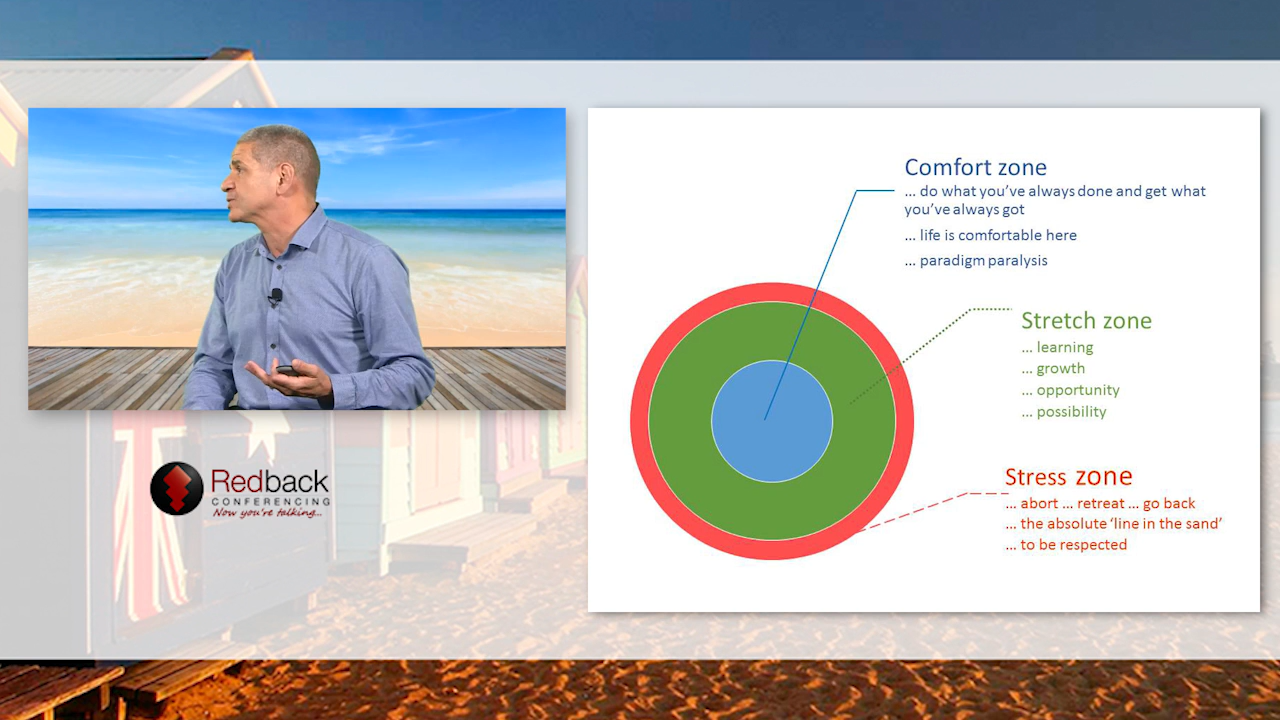 Comfort zone
... do what you've always done and get what
you've always got
... life is comfortable here
... paradigm paralysis
Stretch zone
... learning
... growth
... opportunity
... possibility
Stress zone
... abort ... retreat ... go back
... the absolute 'line in the sand'
... to be respected
Redback
CONFERENCING
Now you're talking...